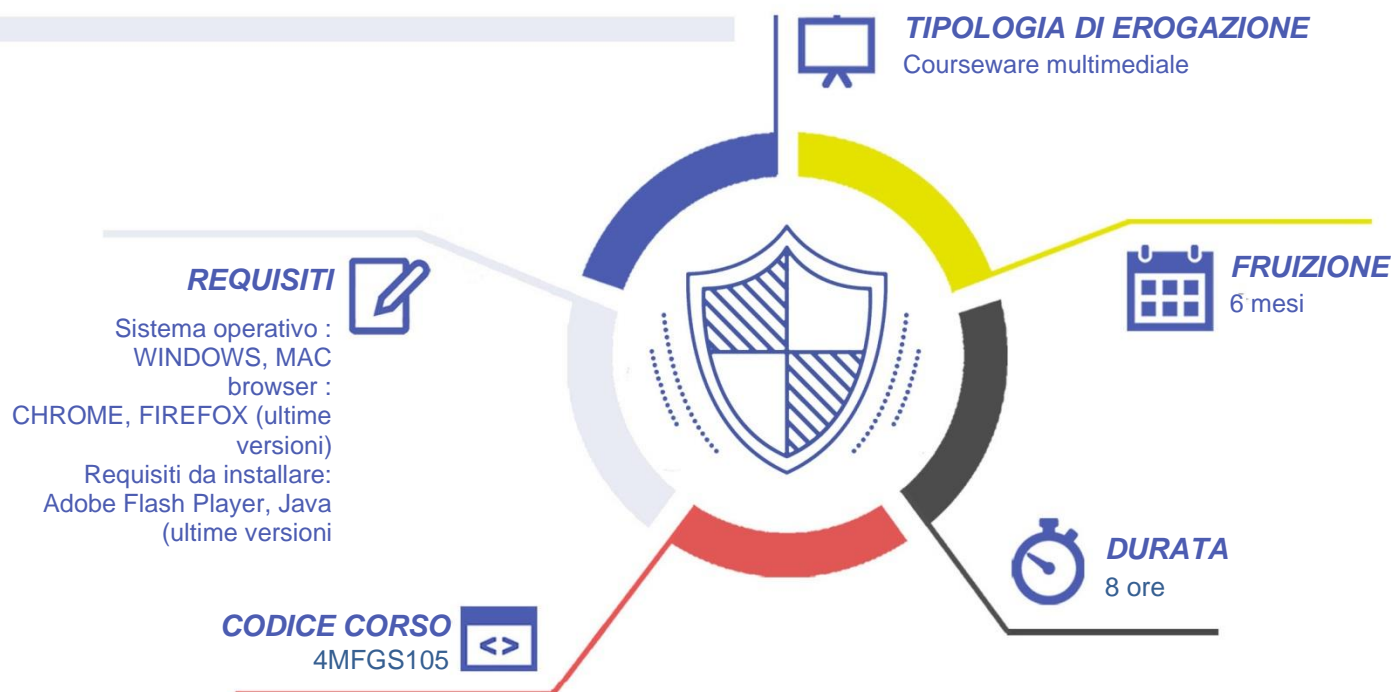 TIPOLOGIA DI EROGAZIONE
Courseware multimediale
REQUISITI
Sistema operativo :
WINDOWS, MAC
browser :
CHROME, FIREFOX (ultime
versioni)
Requisiti da installare:
Adobe Flash Player, Java
(ultime versioni
FRUIZIONE
6 mesi
DURATA
8 ore
CODICE CORSO
4MFGS105
<>